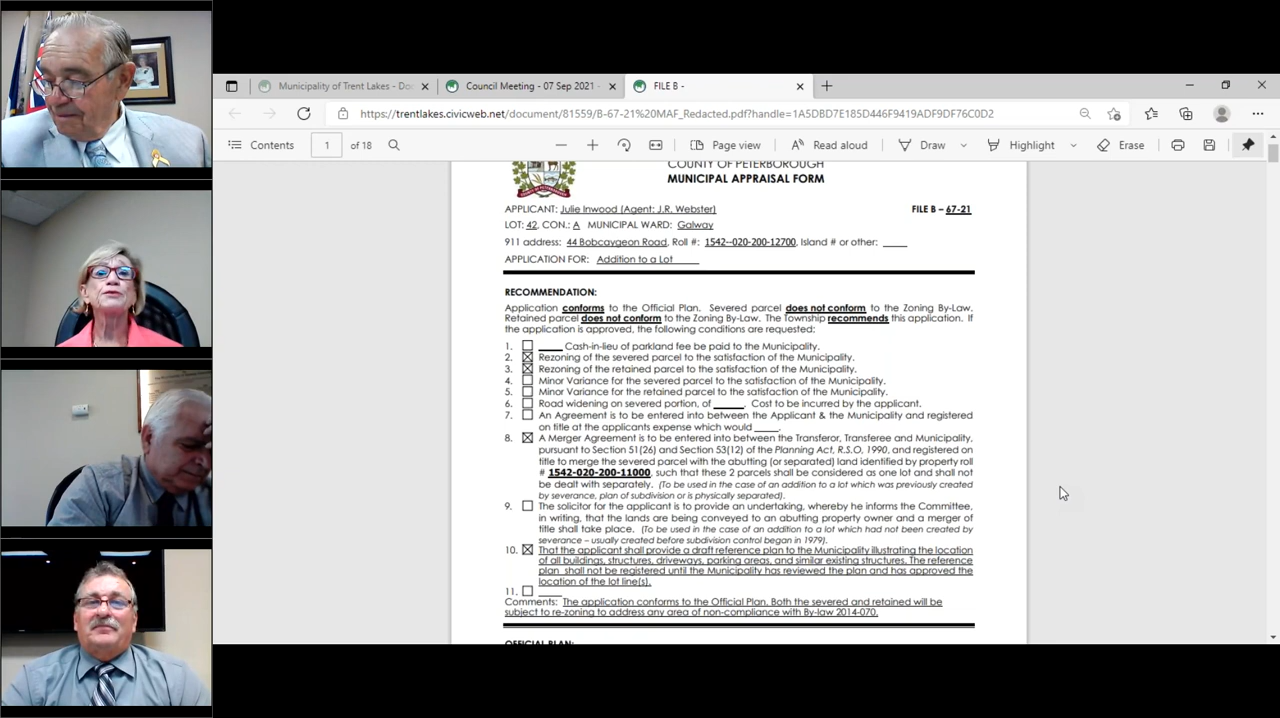 Municipality of Trent Lakes - Doc
Council Meeting - 07 Sep 2021 -
FILE B -
https://trentlakes.civicweb.net/document/81559/B-67-21%20MAF_Redacted.pdf?handle=1A5DBD7E185D446F9419ADF9DF76C0D2
Contents
1 of 18
Page view
Read aloud
Draw
Highlight
Erase
COUNTY OF PETERBOROUGH
MUNICIPAL APPRAISAL FORM
APPLICANT: Julie Inwood (Agent: J.R. Webster) FILE B – 67-21
LOT: 42, CON.: A MUNICIPAL WARD: Galway
911 address: 44 Bobcaygeon Road, Roll #: 1542--020-200-12700, Island # or other: ____
APPLICATION FOR: Addition to a Lot
RECOMMENDATION:
Application conforms to the Official Plan. Severed parcel does not conform to the Zoning By-Law.
Retained parcel does not conform to the Zoning By-Law. The Township recommends this application. If
the application is approved, the following conditions are requested:
1. ____ Cash-in-lieu of parkland fee be paid to the Municipality.
2. Rezoning of the severed parcel to the satisfaction of the Municipality.
3. Rezoning of the retained parcel to the satisfaction of the Municipality.
4. Minor Variance for the severed parcel to the satisfaction of the Municipality.
5. Minor Variance for the retained parcel to the satisfaction of the Municipality.
6. Road widening on severed portion, of _____. Cost to be incurred by the applicant.
7. An Agreement is to be entered into between the Applicant & the Municipality and registered
on title at the applicants expense which would ____.
8. A Merger Agreement is to be entered into between the Transferor, Transferee and Municipality,
pursuant to Section 51(26) and Section 53(12) of the Planning Act, R.S.O, 1990, and registered on
title to merge the severed parcel with the abutting (or separated) land identified by property roll
# 1542-020-200-11000, such that these 2 parcels shall be considered as one lot and shall not
be dealt with separately. (To be used in the case of an addition to a lot which was previously created
by severance, plan of subdivision or is physically separated).
9. The solicitor for the applicant is to provide an undertaking, whereby he informs the Committee,
in writing, that the lands are being conveyed to an abutting property owner and a merger of
title shall take place. (To be used in the case of an addition to a lot which had not been created by
severance – usually created before subdivision control began in 1979).
10. That the applicant shall provide a draft reference plan to the Municipality illustrating the location
of all buildings, structures, driveways, parking areas, and similar existing structures. The reference
plan shall not be registered until the Municipality has reviewed the plan and has approved the
location of the lot line(s).
11. ____
Comments: The application conforms to the Official Plan. Both the severed and retained will be
subject to re-zoning to address any area of non-compliance with By-law 2014-070.
OFFICIAL PLAN: